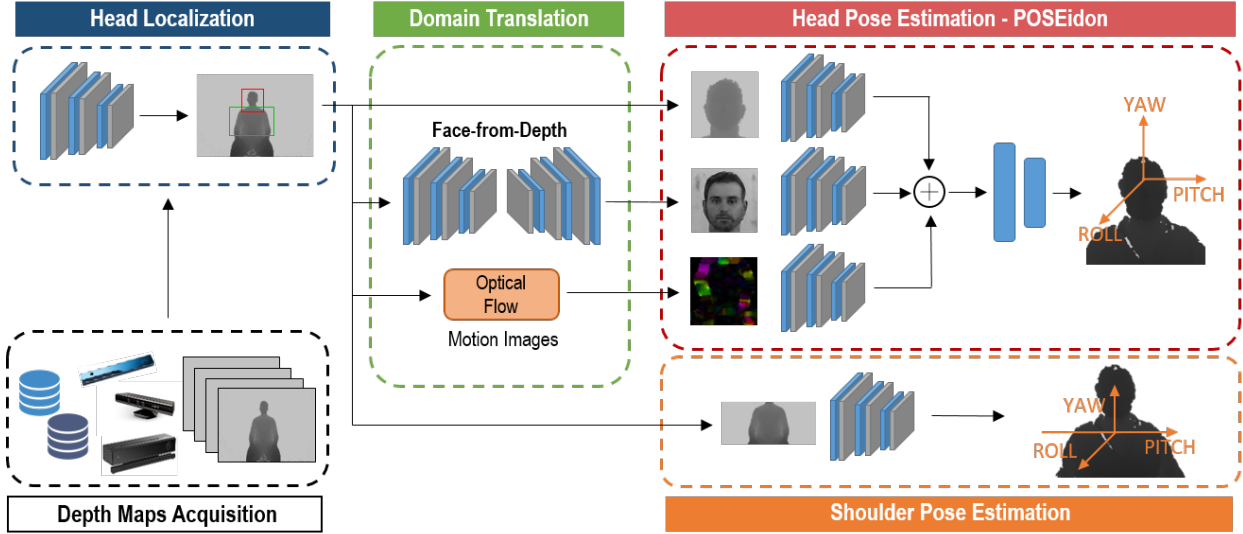 Head Localization
Domain Translation
Head Pose Estimation - POSEidon
Face-from-Depth
Optical
Flow
Motion Images
YAW
PITCH
ROLL
YAW
PITCH
ROLL
Depth Maps Acquisition
Shoulder Pose Estimation